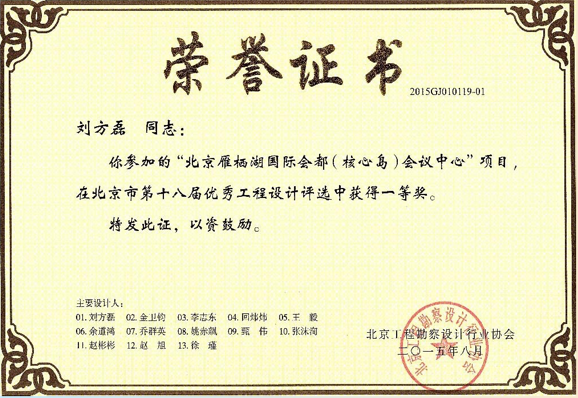 荣誉证书
2015GJ010119-01
刘方磊 同志：
你参加的“北京雁栖湖国际会都（核心岛）会议中心”项目，
在北京市第十八届优秀工程设计评选中获得一等奖。
特发此证，以资鼓励。
主要设计人：
01.刘方磊 02.金卫钧 03.李志东 04.回炜炜 05.王 毅
06.余道鸿 07.乔群英 08.姚赤飙 09.甄 伟 10.张沫洵
11.赵彬彬 12.赵 旭 13.徐 瑾
北京工程勘察设计行业协会
二〇一五年八月
北京工程勘察设计行业协会